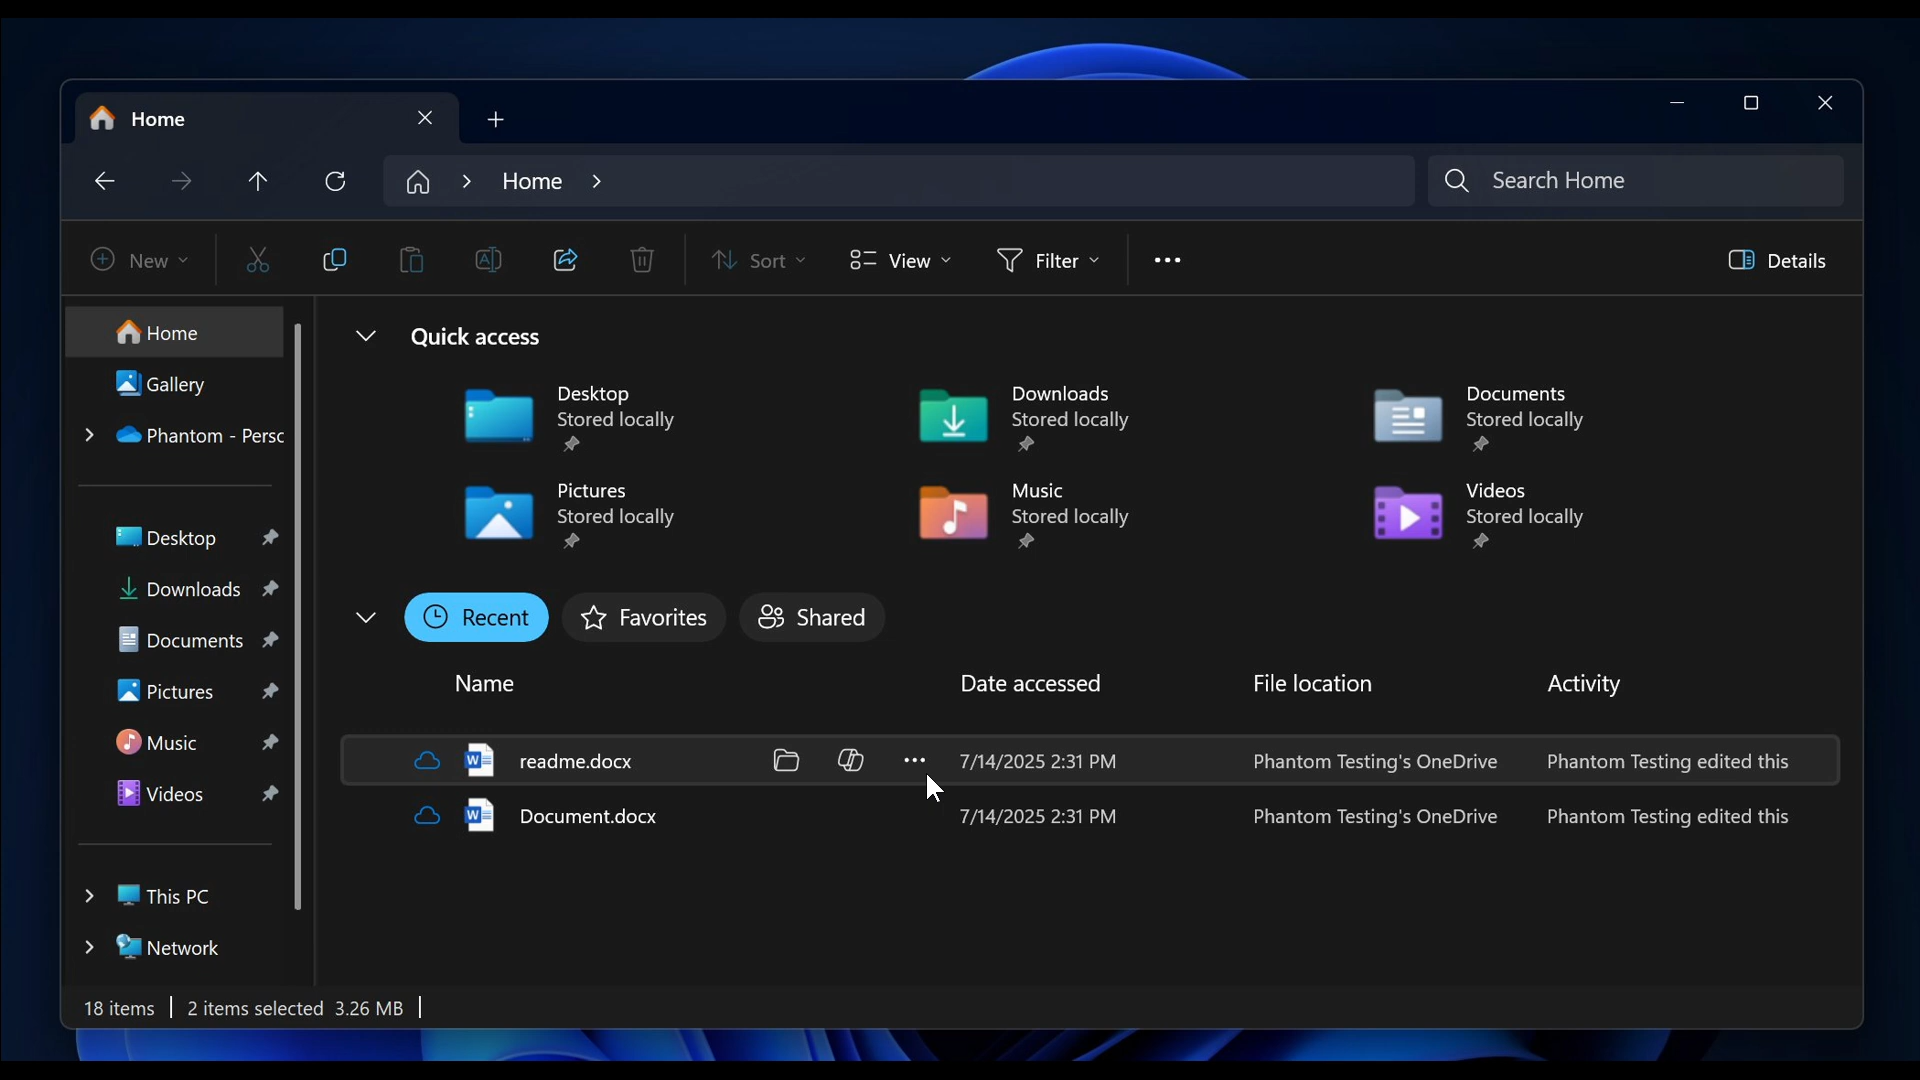 Home
Home
Search Home
New
Sort
View
Filter
Details
Home
Gallery
Phantom - Persc
Desktop
Downloads
Documents
Pictures
Music
Videos
This PC
Network
Quick access
Desktop
Stored locally
Downloads
Stored locally
Documents
Stored locally
Pictures
Stored locally
Music
Stored locally
Videos
Stored locally
Recent Favorites Shared
Name Date accessed File location Activity
readme.docx 7/14/2025 2:31 PM Phantom Testing's OneDrive Phantom Testing edited this
Document.docx 7/14/2025 2:31 PM Phantom Testing's OneDrive Phantom Testing edited this
18 items 2 items selected 3.26 MB